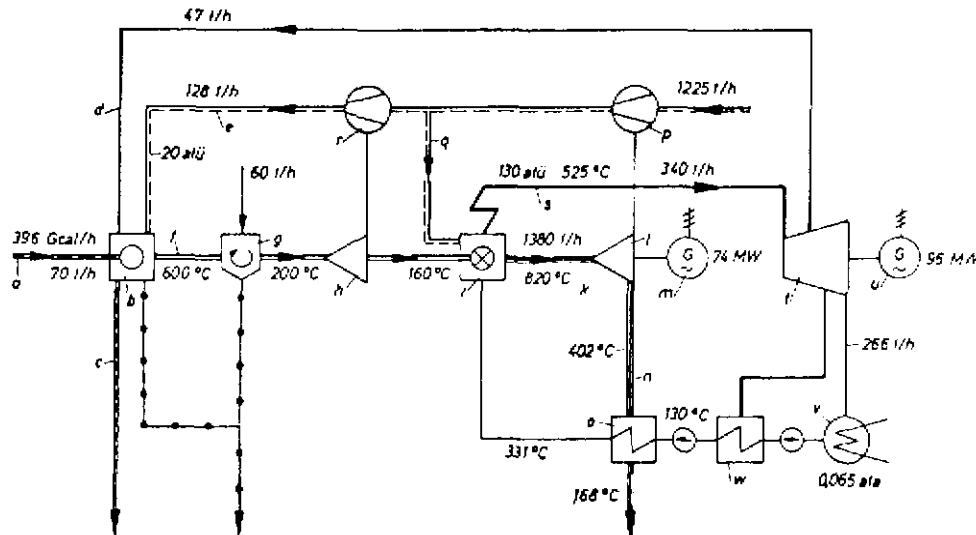 47 t/h
d
128 t/h
r
1225 t/h
e
q
p
20 atü
60 t/h
130 atü 525 °C
340 t/h
s
396 Gcal/h
f
g
1380 t/h
l
G
~
74 MW
G
~
95 MW
a
70 t/h
600 °C
200 °C
160 °C
820 °C
b
h
i
k
m
t
u
c
402 °C
n
266 t/h
o
130 °C
v
331 °C
w
168 °C
0,065 ata